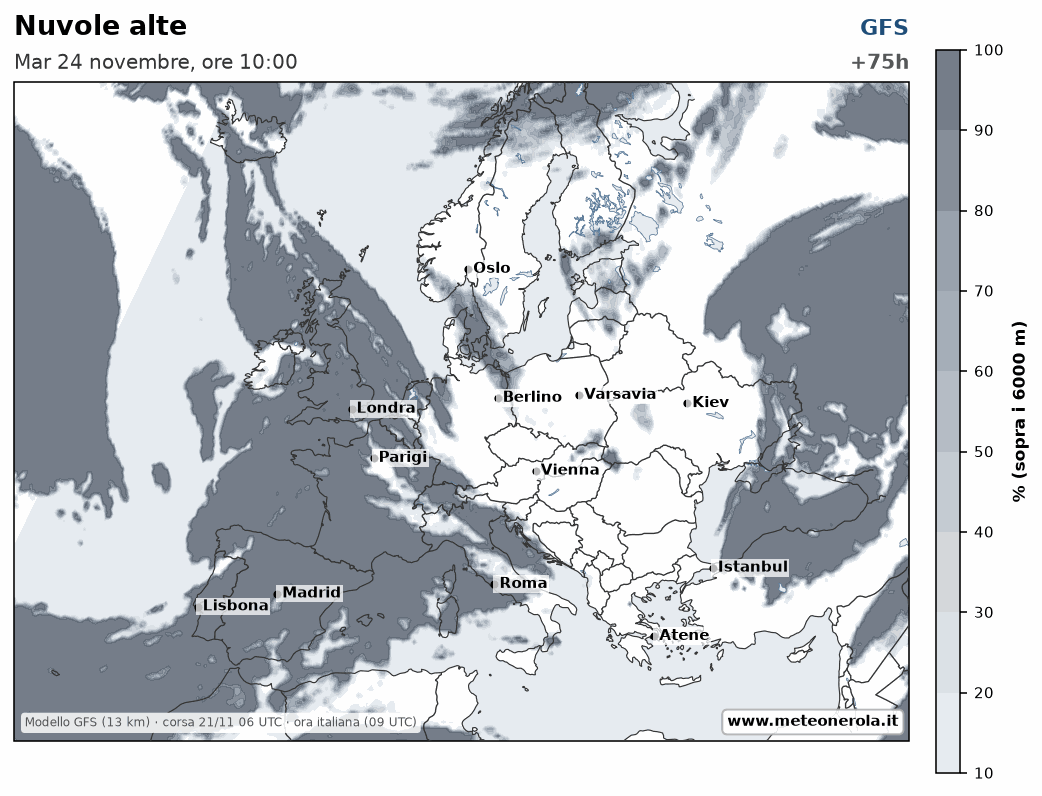 Nuvole alte
GFS
Mar 24 novembre, ore 10:00
+75h
100
90
80
70
60
50
40
30
20
10
% (sopra i 6000 m)
Oslo
Berlino
Varsavia
Kiev
Londra
Parigi
Vienna
Istanbul
Roma
Madrid
Lisbona
Atene
Modello GFS (13 km) · corsa 21/11 06 UTC · ora italiana (09 UTC)
www.meteonerola.it